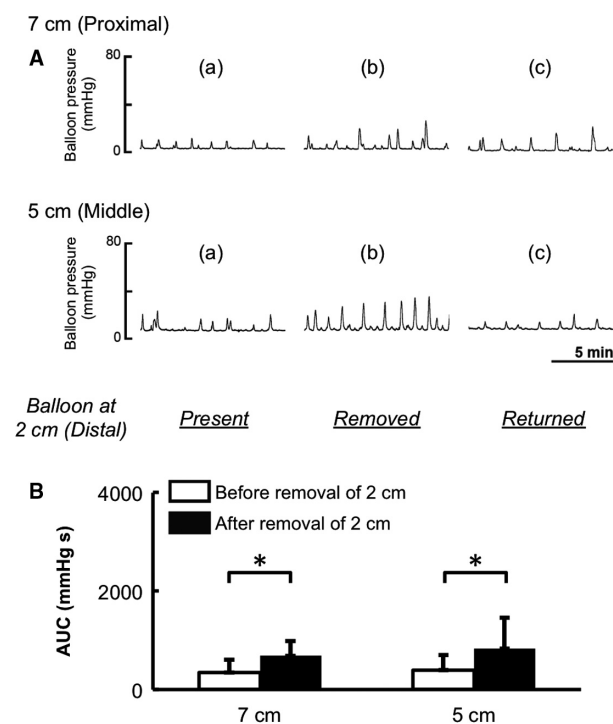 7 cm (Proximal)
A
(a) (b) (c)
Balloon pressure
(mmHg)
80
0
5 cm (Middle)
(a) (b) (c)
Balloon pressure
(mmHg)
80
0
5 min
Balloon at
2 cm (Distal)
Present Removed Returned
B
4000
2000
0
AUC (mmHg s)
Before removal of 2 cm
After removal of 2 cm
* *
7 cm 5 cm